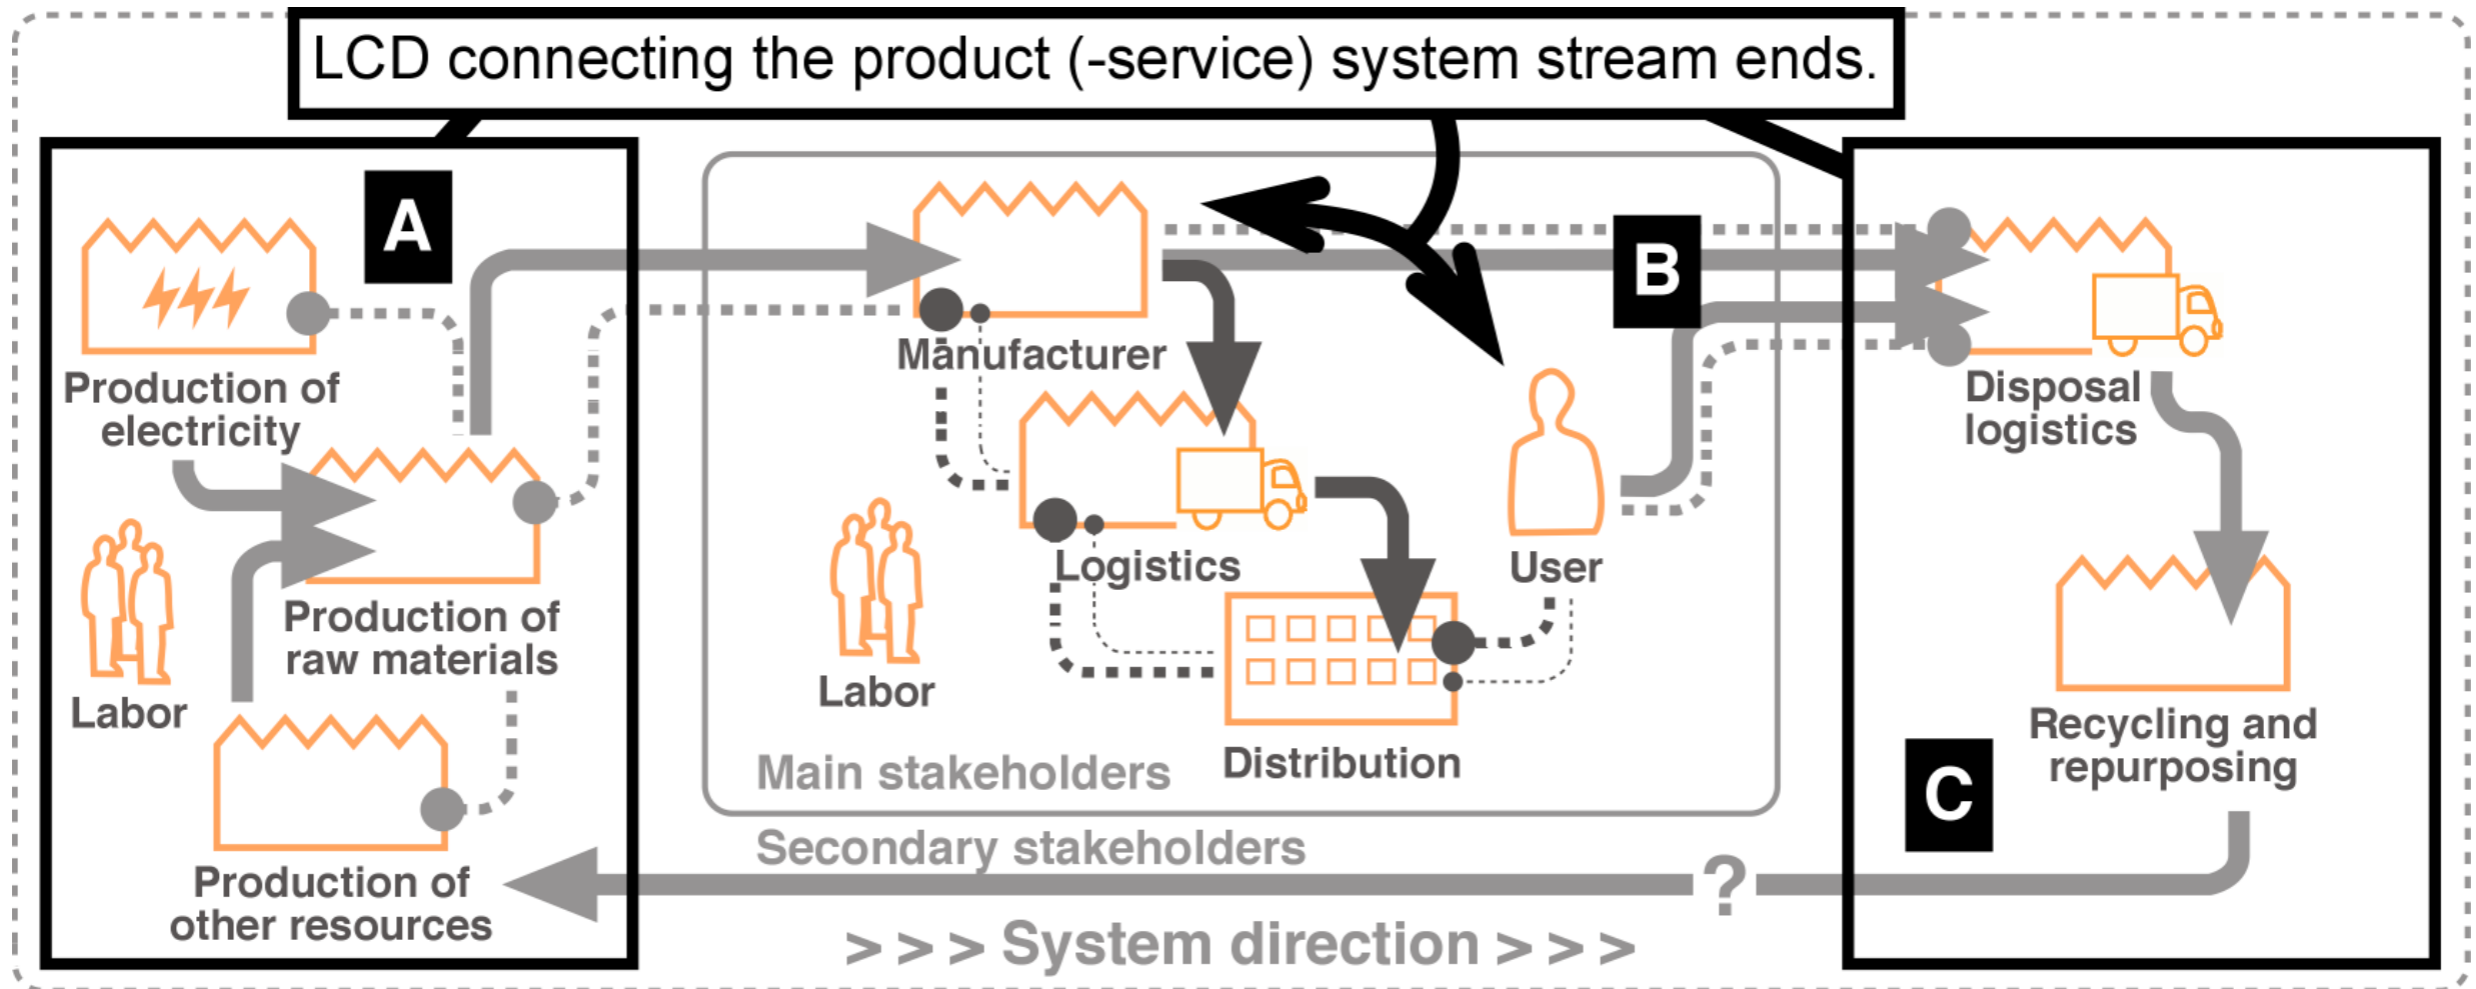 LCD connecting the product (-service) system stream ends.
A
Production of
electricity
Labor
Production of
raw materials
Production of
other resources
Manufacturer
Logistics
Labor
Distribution
User
Main stakeholders
Secondary stakeholders
B
Disposal
logistics
Recycling and
repurposing
C
?
> > > System direction > > >